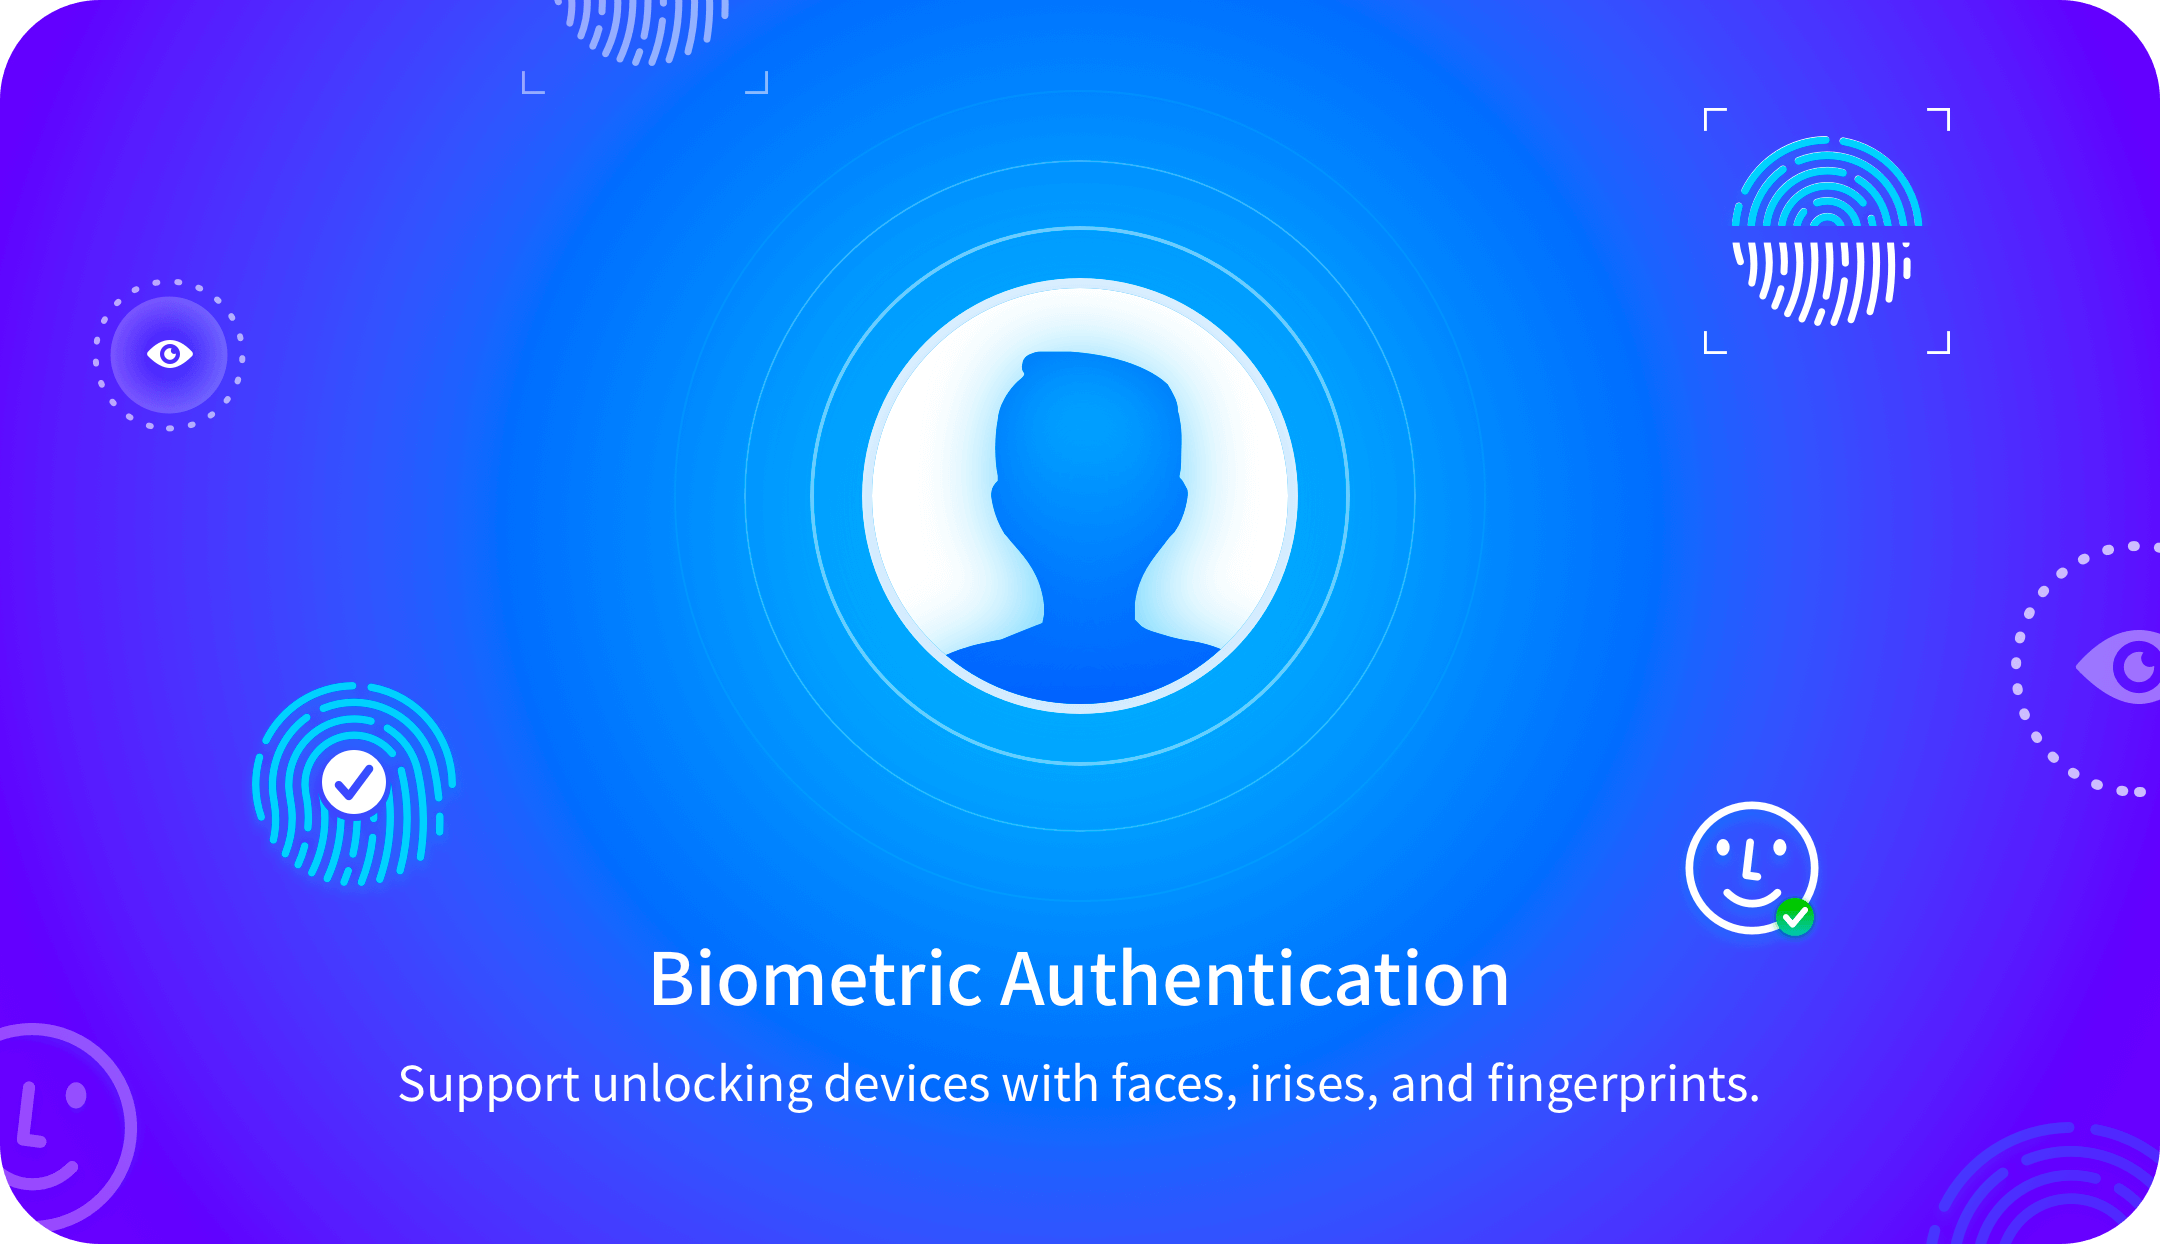 Biometric Authentication
Support unlocking devices with faces, irises, and fingerprints.